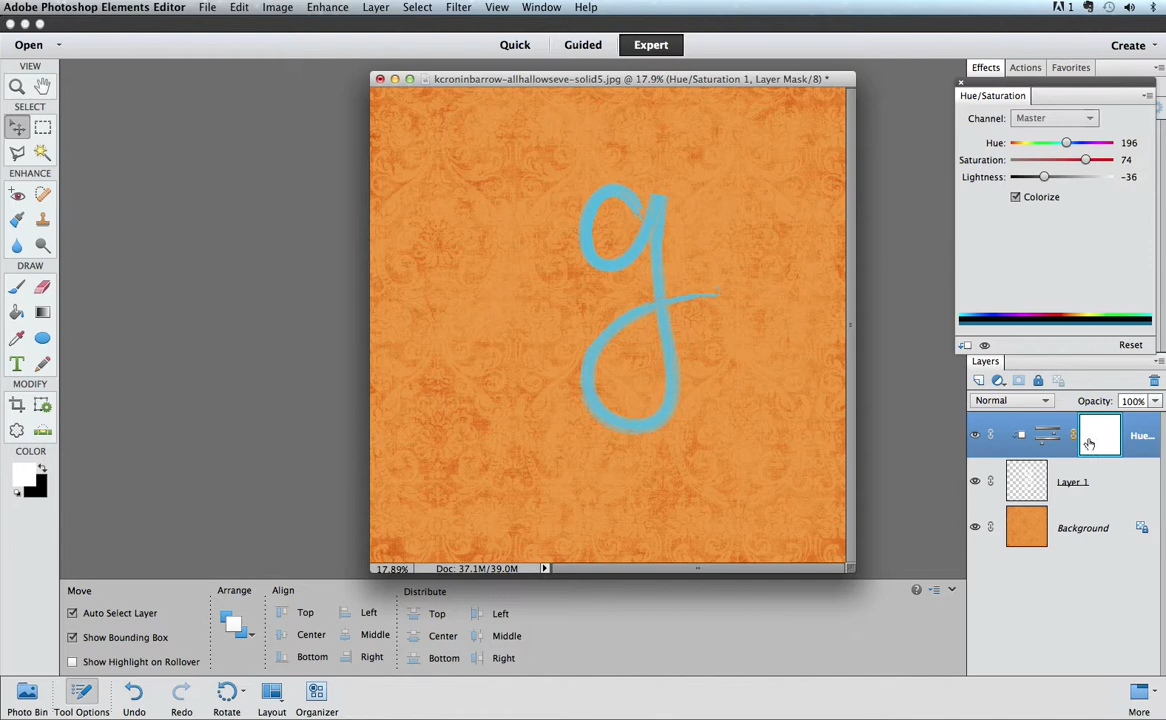 Adobe Photoshop Elements Editor File Edit Image Enhance Layer Select Filter View Window Help 1
Open Quick Guided Expert Create
VIEW
SELECT
ENHANCE
DRAW
MODIFY
COLOR
kcroninbarrow-allhallowseve-solid5.jpg @ 17.9% (Hue/Saturation 1, Layer Mask/8) *
g
17.89% Doc: 37.1M/39.0M
Effects Actions Favorites
Hue/Saturation
Channel: Master
Hue: 196
Saturation: 74
Lightness: -36
Colorize
Reset
Layers
Normal Opacity: 100%
Hue...
Layer 1
Background
Move Arrange Align Distribute
Auto Select Layer Top Left Top Left
Show Bounding Box Center Middle Center Middle
Show Highlight on Rollover Bottom Right Bottom Right
Photo Bin Tool Options Undo Redo Rotate Layout Organizer More